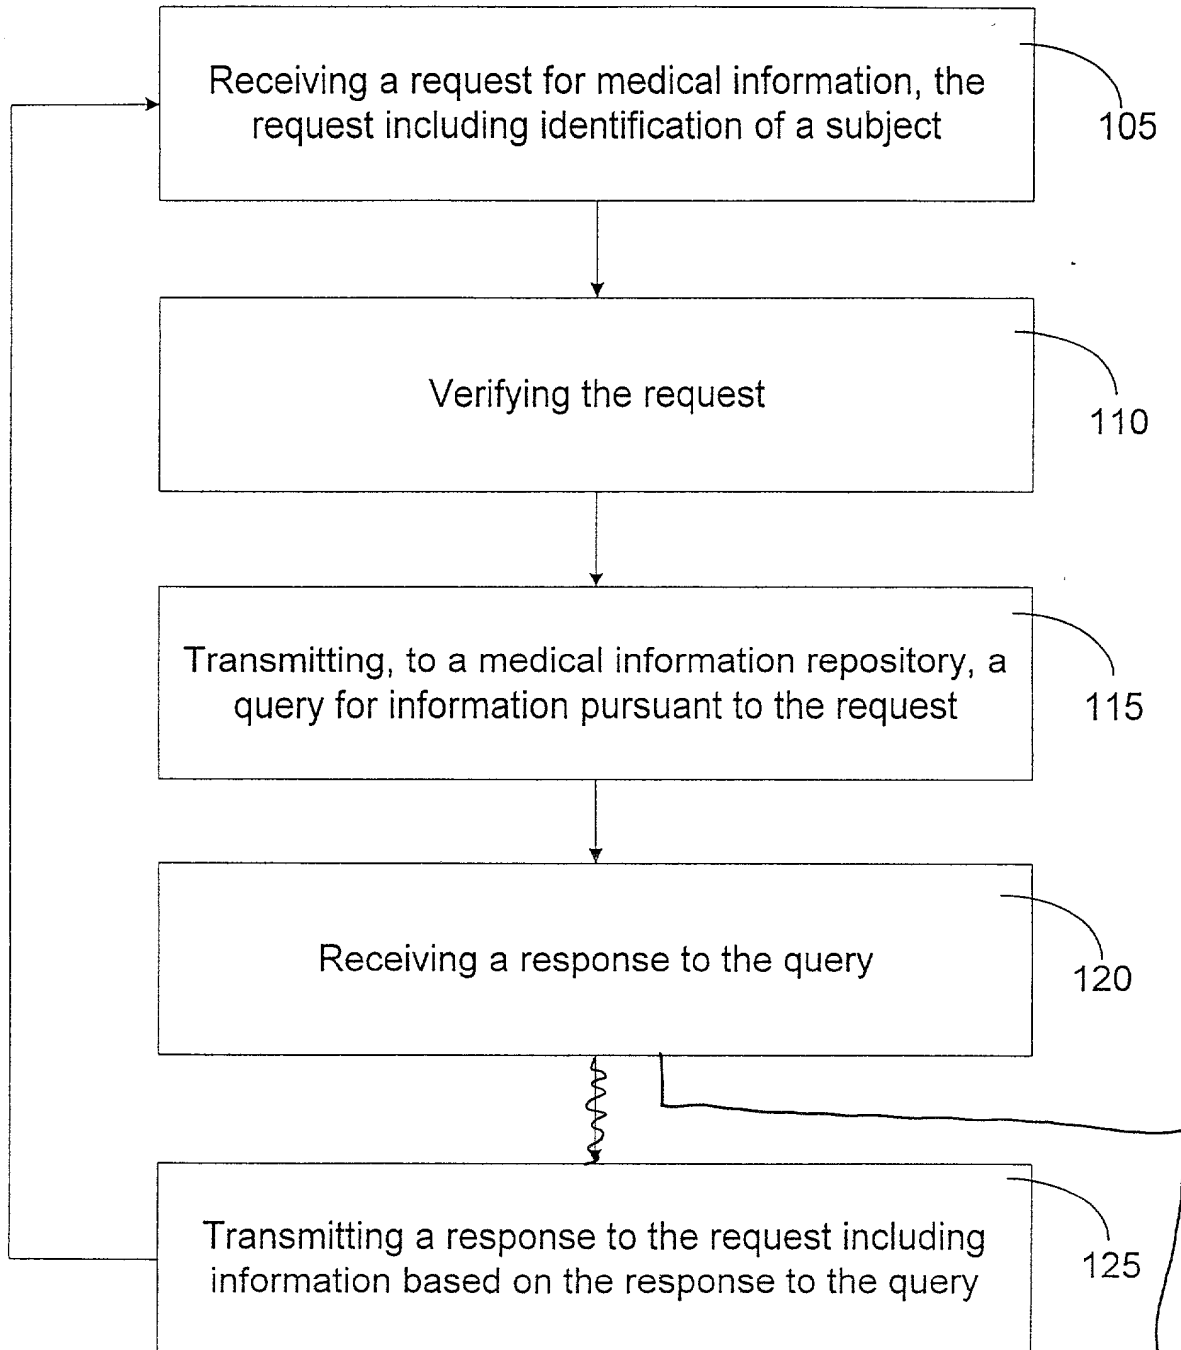 Receiving a request for medical information, the
request including identification of a subject
105
Verifying the request
110
Transmitting, to a medical information repository, a
query for information pursuant to the request
115
Receiving a response to the query
120
Transmitting a response to the request including
information based on the response to the query
125